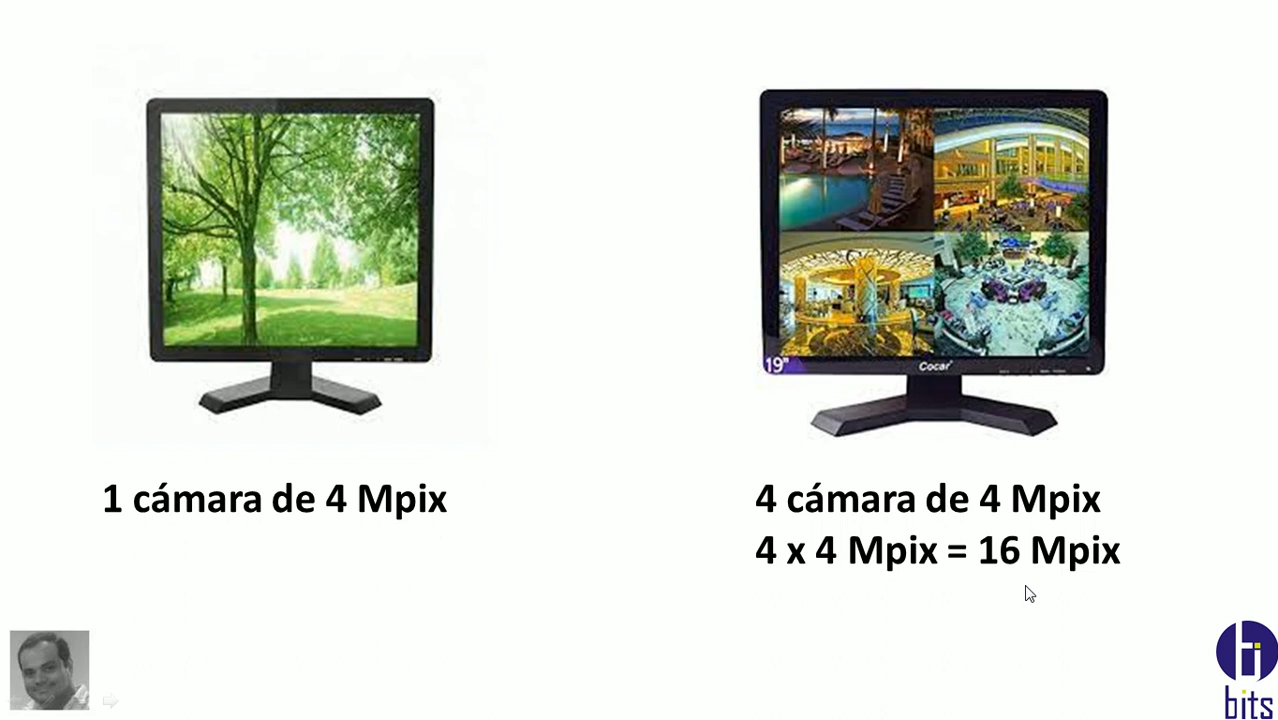 19"
Cocar
1 cámara de 4 Mpix
4 cámara de 4 Mpix
4 x 4 Mpix = 16 Mpix
bits